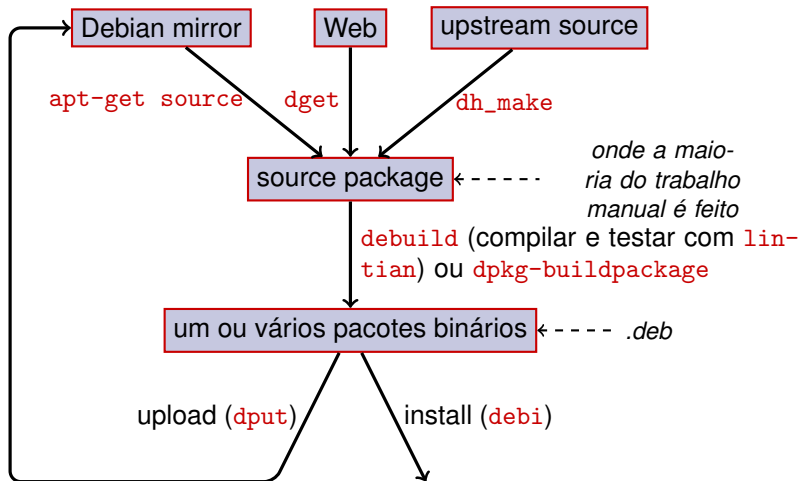 Debian mirror
Web
upstream source
apt-get source
dget
dh_make
source package
onde a maio-
ria do trabalho
manual é feito
debuild (compilar e testar com lin-
tian) ou dpkg-buildpackage
um ou vários pacotes binários
.deb
upload (dput)
install (debi)